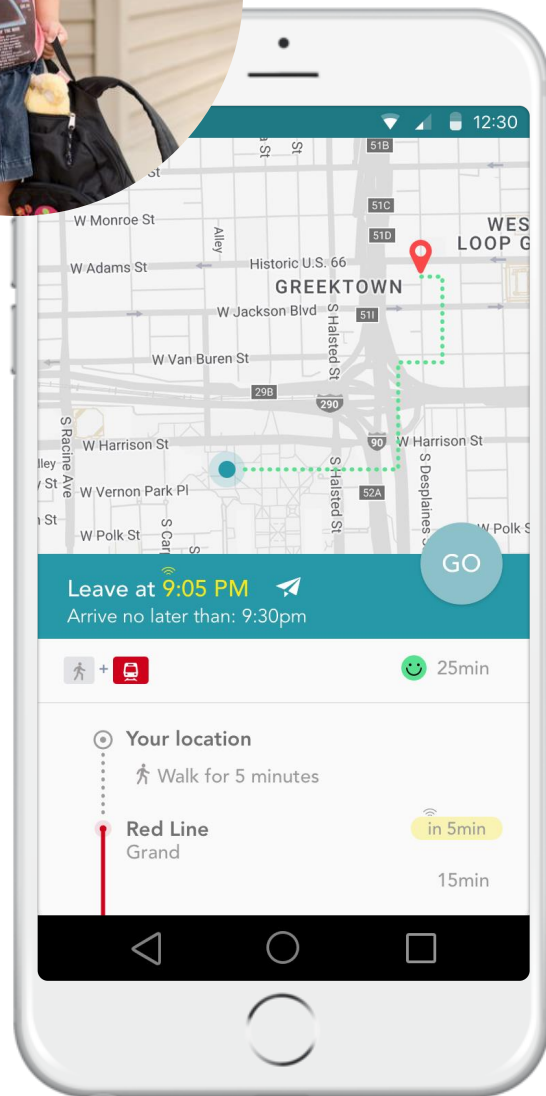 12:30
51B
St
St
a St
51C
W Monroe St
51D
WES
LOOP G
Alley
W Adams St
Historic U.S. 66
GREEKTOWN
W Jackson Blvd
51I
S Halsted St
W Van Buren St
29B
290
S Racine Ave
W Harrison St
90
W Harrison St
lley
y St
W Vernon Park Pl
S Halsted St
52A
S Desplaines S
n St
W Polk St
S Car
S
W Polk S
GO
Leave at 9:05 PM
Arrive no later than: 9:30pm
+
25min
Your location
Walk for 5 minutes
Red Line
in 5min
Grand
15min